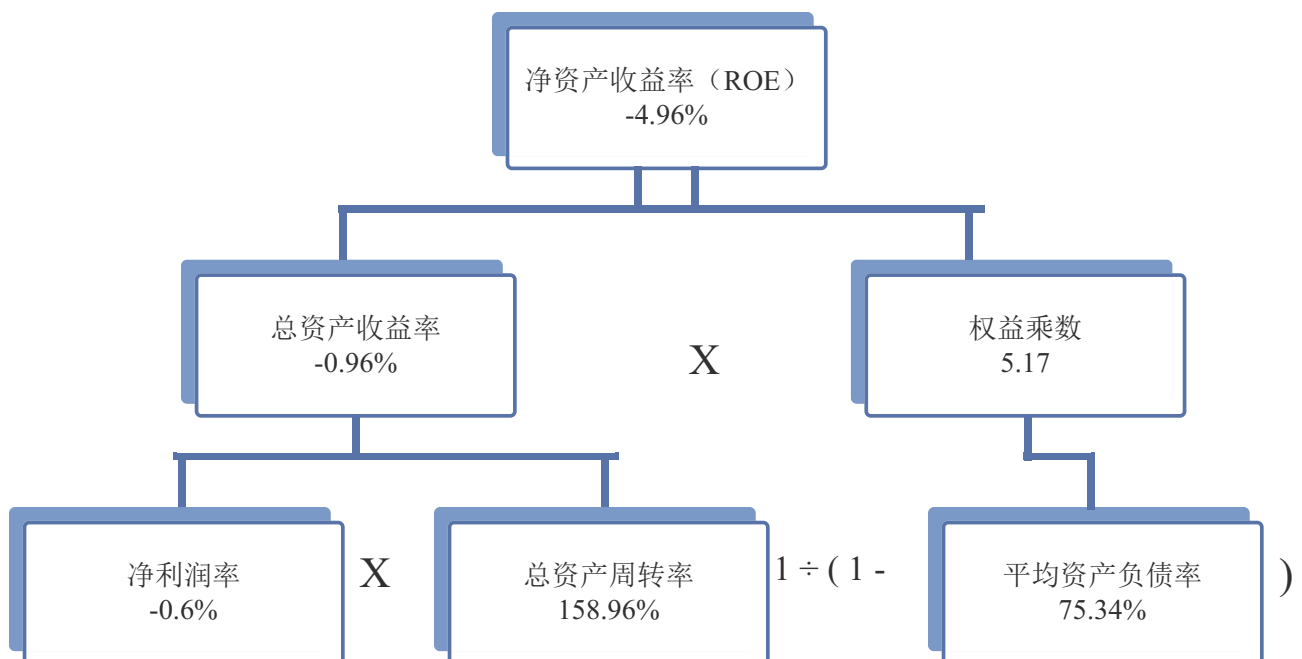 净资产收益率（ROE）
-4.96%
总资产收益率
-0.96%
X
权益乘数
5.17
净利润率
-0.6%
X
总资产周转率
158.96%
1 ÷ ( 1 -
平均资产负债率
75.34%
)